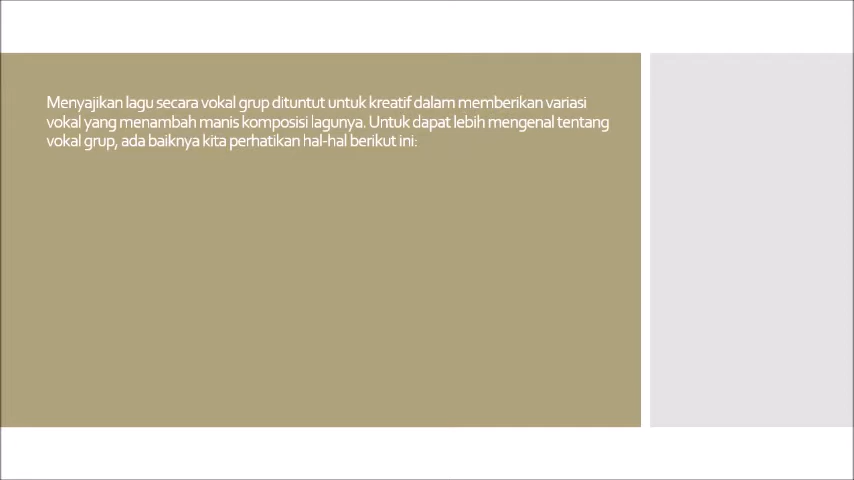 Menyajikan lagu secara vokal grup dituntut untuk kreatif dalam memberikan variasi
vokal yang menambah manis komposisi lagunya. Untuk dapat lebih mengenal tentang
vokal grup, ada baiknya kita perhatikan hal-hal berikut ini: